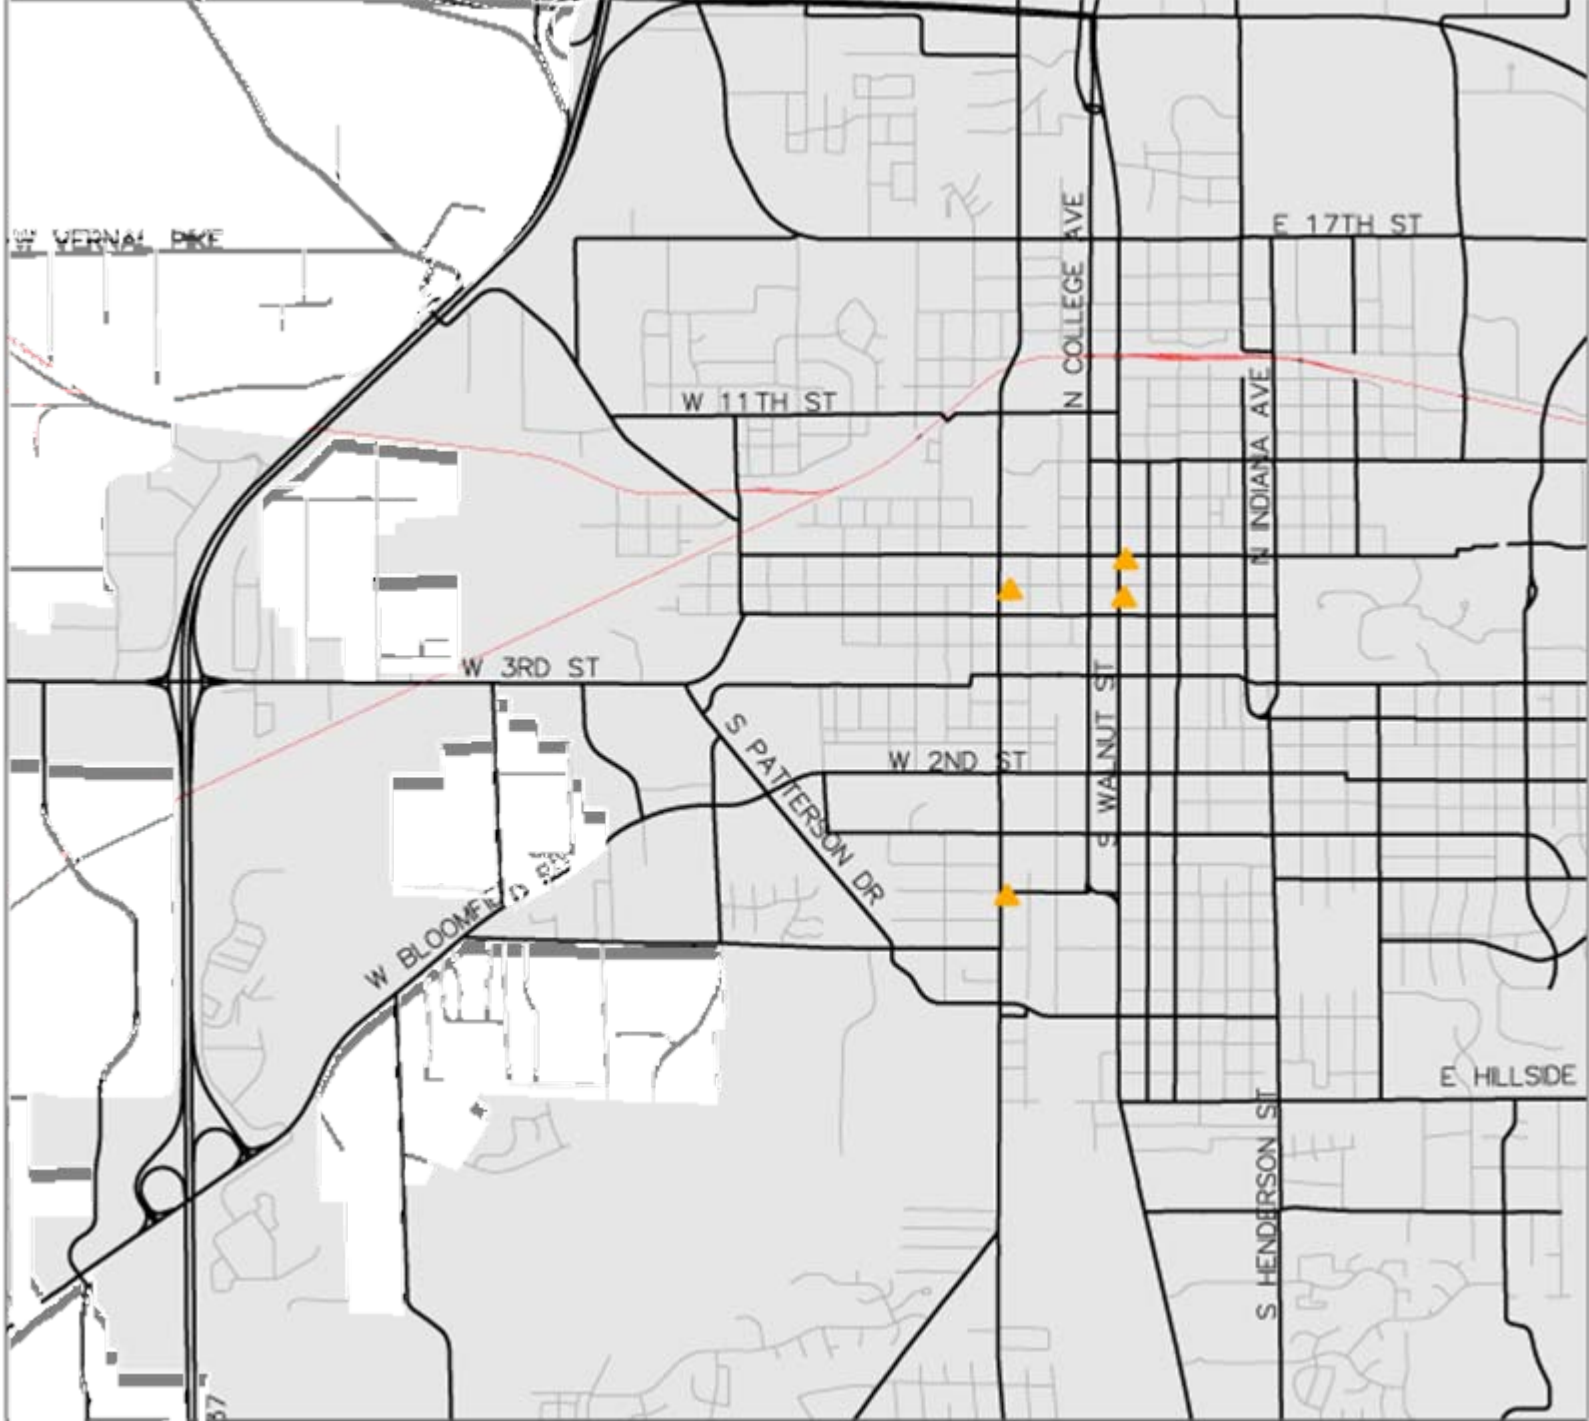 W VERNAL PIKE
E 17TH ST
N COLLEGE AVE
W 11TH ST
N INDIANA AVE
W 3RD ST
S WALNUT ST
S PATTERSON DR
W 2ND ST
W BLOOMFIELD RD
E HILLSIDE
S HENDERSON ST
37